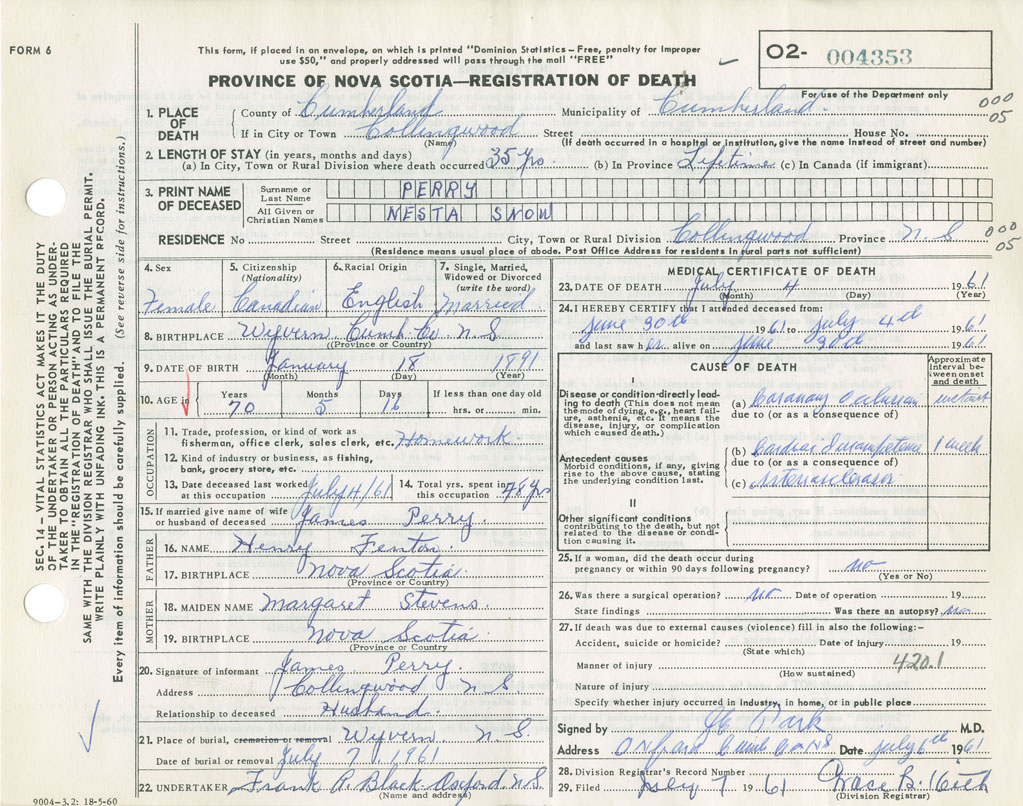 FORM 6
This form, if placed in an envelope, on which is printed "Dominion Statistics – Free, penalty for improper
use $50," and properly addressed will pass through the mail "FREE"
O2- 004353
PROVINCE OF NOVA SCOTIA—REGISTRATION OF DEATH
For use of the Department only
1. PLACE OF DEATH
County of Cumberland Municipality of Cumberland
000
05
If in City or Town Collingwood Street House No.
(Name) (If death occurred in a hospital or institution, give the name instead of street and number)
2. LENGTH OF STAY (in years, months and days)
(a) In City, Town or Rural Division where death occurred 35 Yrs (b) In Province Lifetime (c) In Canada (if immigrant)
3. PRINT NAME OF DECEASED
Surname or Last Name PERRY
All Given or Christian Names NESTA SNOW
RESIDENCE No Street City, Town or Rural Division Collingwood Province N.S
000
05
(Residence means usual place of abode. Post Office Address for residents in rural parts not sufficient)
4. Sex Female
5. Citizenship (Nationality) Canadian
6. Racial Origin English
7. Single, Married, Widowed or Divorced (write the word) Married
8. BIRTHPLACE Wyvern Cumb. Co N S
(Province or Country)
9. DATE OF BIRTH January 18 1891
(Month) (Day) (Year)
10. AGE in Years 70 Months 5 Days 16 If less than one day old hrs. or min.
OCCUPATION
11. Trade, profession, or kind of work as
fisherman, office clerk, sales clerk, etc. Homework
12. Kind of industry or business, as fishing,
bank, grocery store, etc.
13. Date deceased last worked at this occupation July 4/61
14. Total yrs. spent in this occupation 48 Yrs
15. If married give name of wife
or husband of deceased James Perry
FATHER
16. NAME Henry Fenton
17. BIRTHPLACE Nova Scotia
(Province or Country)
MOTHER
18. MAIDEN NAME Margaret Stevens
19. BIRTHPLACE Nova Scotia
(Province or Country)
20. Signature of informant James Perry
Address Collingwood N S
Relationship to deceased Husband
21. Place of burial, cremation or removal Wyvern N S
Date of burial or removal July 7 1961
22. UNDERTAKER Frank R. Black Oxford N.S
(Name and address)
9004-3.2: 18-5-60
MEDICAL CERTIFICATE OF DEATH
23. DATE OF DEATH July 4 1961
(Month) (Day) (Year)
24. I HEREBY CERTIFY that I attended deceased from:
June 30th 1961 to July 4th 1961
and last saw her alive on June 30th 1961
CAUSE OF DEATH
Approximate interval between onset and death
I
Disease or condition directly leading to death (This does not mean the mode of dying, e.g., heart failure, asthenia, etc. It means the disease, injury, or complication which caused death.)
(a) Coronary Occlusion instant
due to (or as a consequence of)
Antecedent causes
Morbid conditions, if any, giving rise to the above cause, stating the underlying condition last.
(b) Cardiac 1 week
due to (or as a consequence of)
(c)
II
Other significant conditions
contributing to the death, but not related to the disease or condition causing it.
25. If a woman, did the death occur during
pregnancy or within 90 days following pregnancy? no
(Yes or No)
26. Was there a surgical operation? no Date of operation 19
State findings Was there an autopsy? no
27. If death was due to external causes (violence) fill in also the following:–
Accident, suicide or homicide? Date of injury 19
(State which)
Manner of injury 420.1
(How sustained)
Nature of injury
Specify whether injury occurred in industry, in home, or in public place
Signed by Park M.D.
Address Date July 6th 1961
28. Division Registrar's Record Number
29. Filed July 7 1961 Grace B.
(Division Registrar)
SEC. 14 – VITAL STATISTICS ACT MAKES IT THE DUTY
OF THE UNDERTAKER OR PERSON ACTING AS UNDERTAKER TO OBTAIN ALL THE PARTICULARS REQUIRED
IN THE "REGISTRATION OF DEATH" AND TO FILE THE
SAME WITH THE DIVISION REGISTRAR WHO SHALL ISSUE THE BURIAL PERMIT.
WRITE PLAINLY WITH UNFADING INK. THIS IS A PERMANENT RECORD.
Every item of information should be carefully supplied. (See reverse side for instructions.)